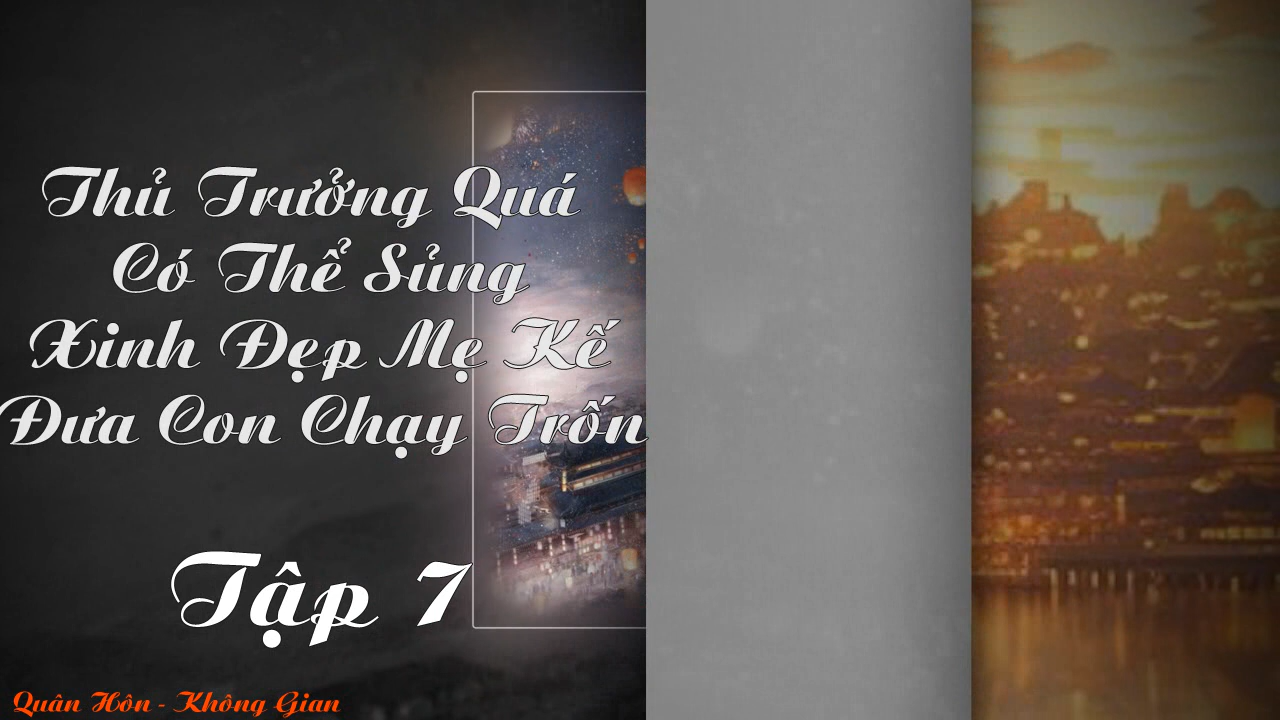 Thủ Trưởng Quá
Có Thể Sủng
Xinh Đẹp Mẹ Kế
Đưa Con Chạy Trốn
Tập 7
Quân Hôn - Không Gian